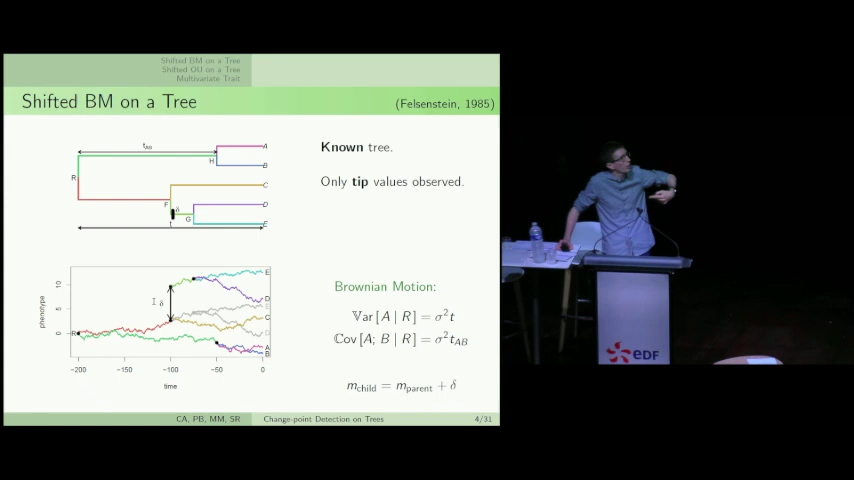 Shifted BM on a Tree
Shifted OU on a Tree
Multivariate Trait
Shifted BM on a Tree
(Felsenstein, 1985)
t_AB
A
H
B
R
C
F
δ
D
G
E
t
Known tree.
Only tip values observed.
phenotype
10
5
0
R
δ
E
D
E
C
D
A
B
−200
−150
−100
−50
0
time
Brownian Motion:
𝕍ar [A | R] = σ²t
ℂov [A; B | R] = σ²t_AB
m_child = m_parent + δ
CA, PB, MM, SR
Change-point Detection on Trees
4/31
eDF